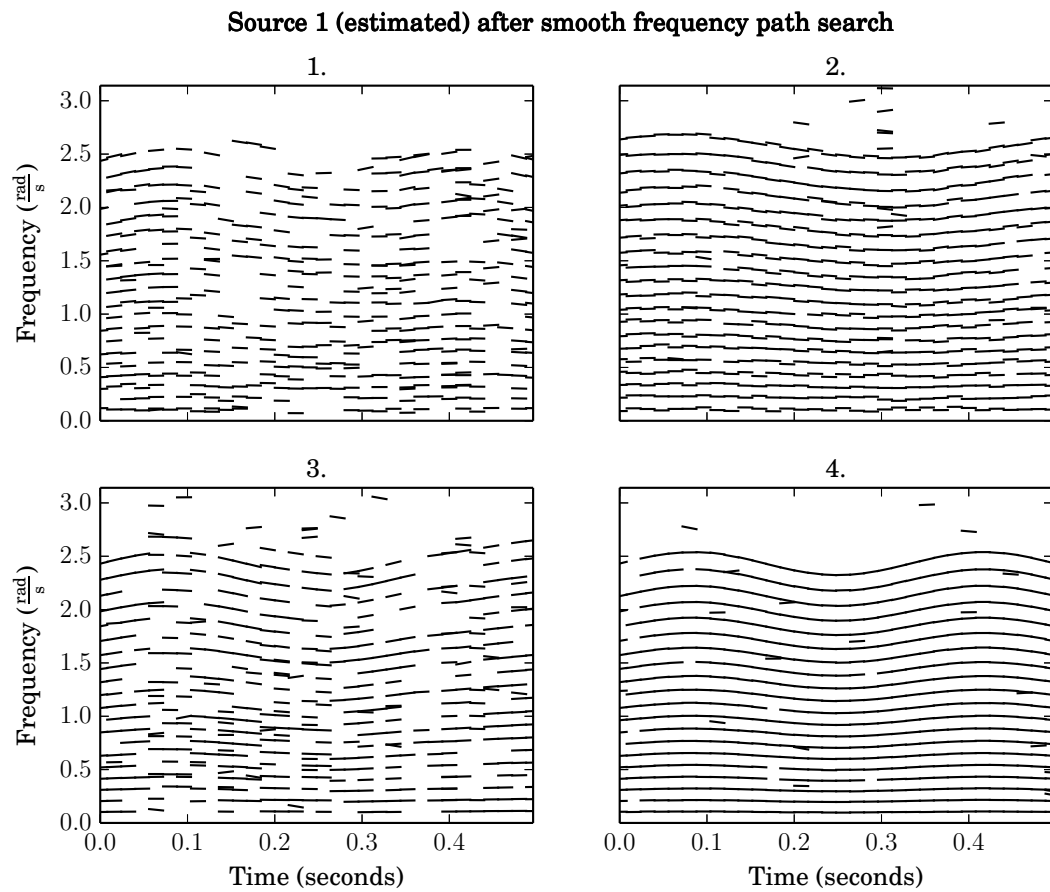 Source 1 (estimated) after smooth frequency path search
1.
2.
3.0
2.5
2.0
1.5
1.0
0.5
0.0
Frequency (rad/s)
3.
4.
3.0
2.5
2.0
1.5
1.0
0.5
0.0
Frequency (rad/s)
0.0 0.1 0.2 0.3 0.4
0.0 0.1 0.2 0.3 0.4
Time (seconds)
Time (seconds)